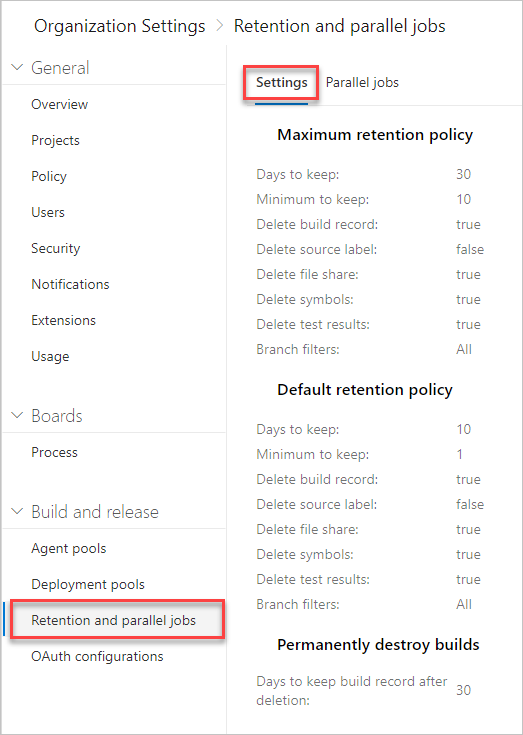 Organization Settings > Retention and parallel jobs
General
Overview
Projects
Policy
Users
Security
Notifications
Extensions
Usage
Boards
Process
Build and release
Agent pools
Deployment pools
Retention and parallel jobs
OAuth configurations
Settings Parallel jobs
Maximum retention policy
Days to keep: 30
Minimum to keep: 10
Delete build record: true
Delete source label: false
Delete file share: true
Delete symbols: true
Delete test results: true
Branch filters: All
Default retention policy
Days to keep: 10
Minimum to keep: 1
Delete build record: true
Delete source label: false
Delete file share: true
Delete symbols: true
Delete test results: true
Branch filters: All
Permanently destroy builds
Days to keep build record after
deletion: 30